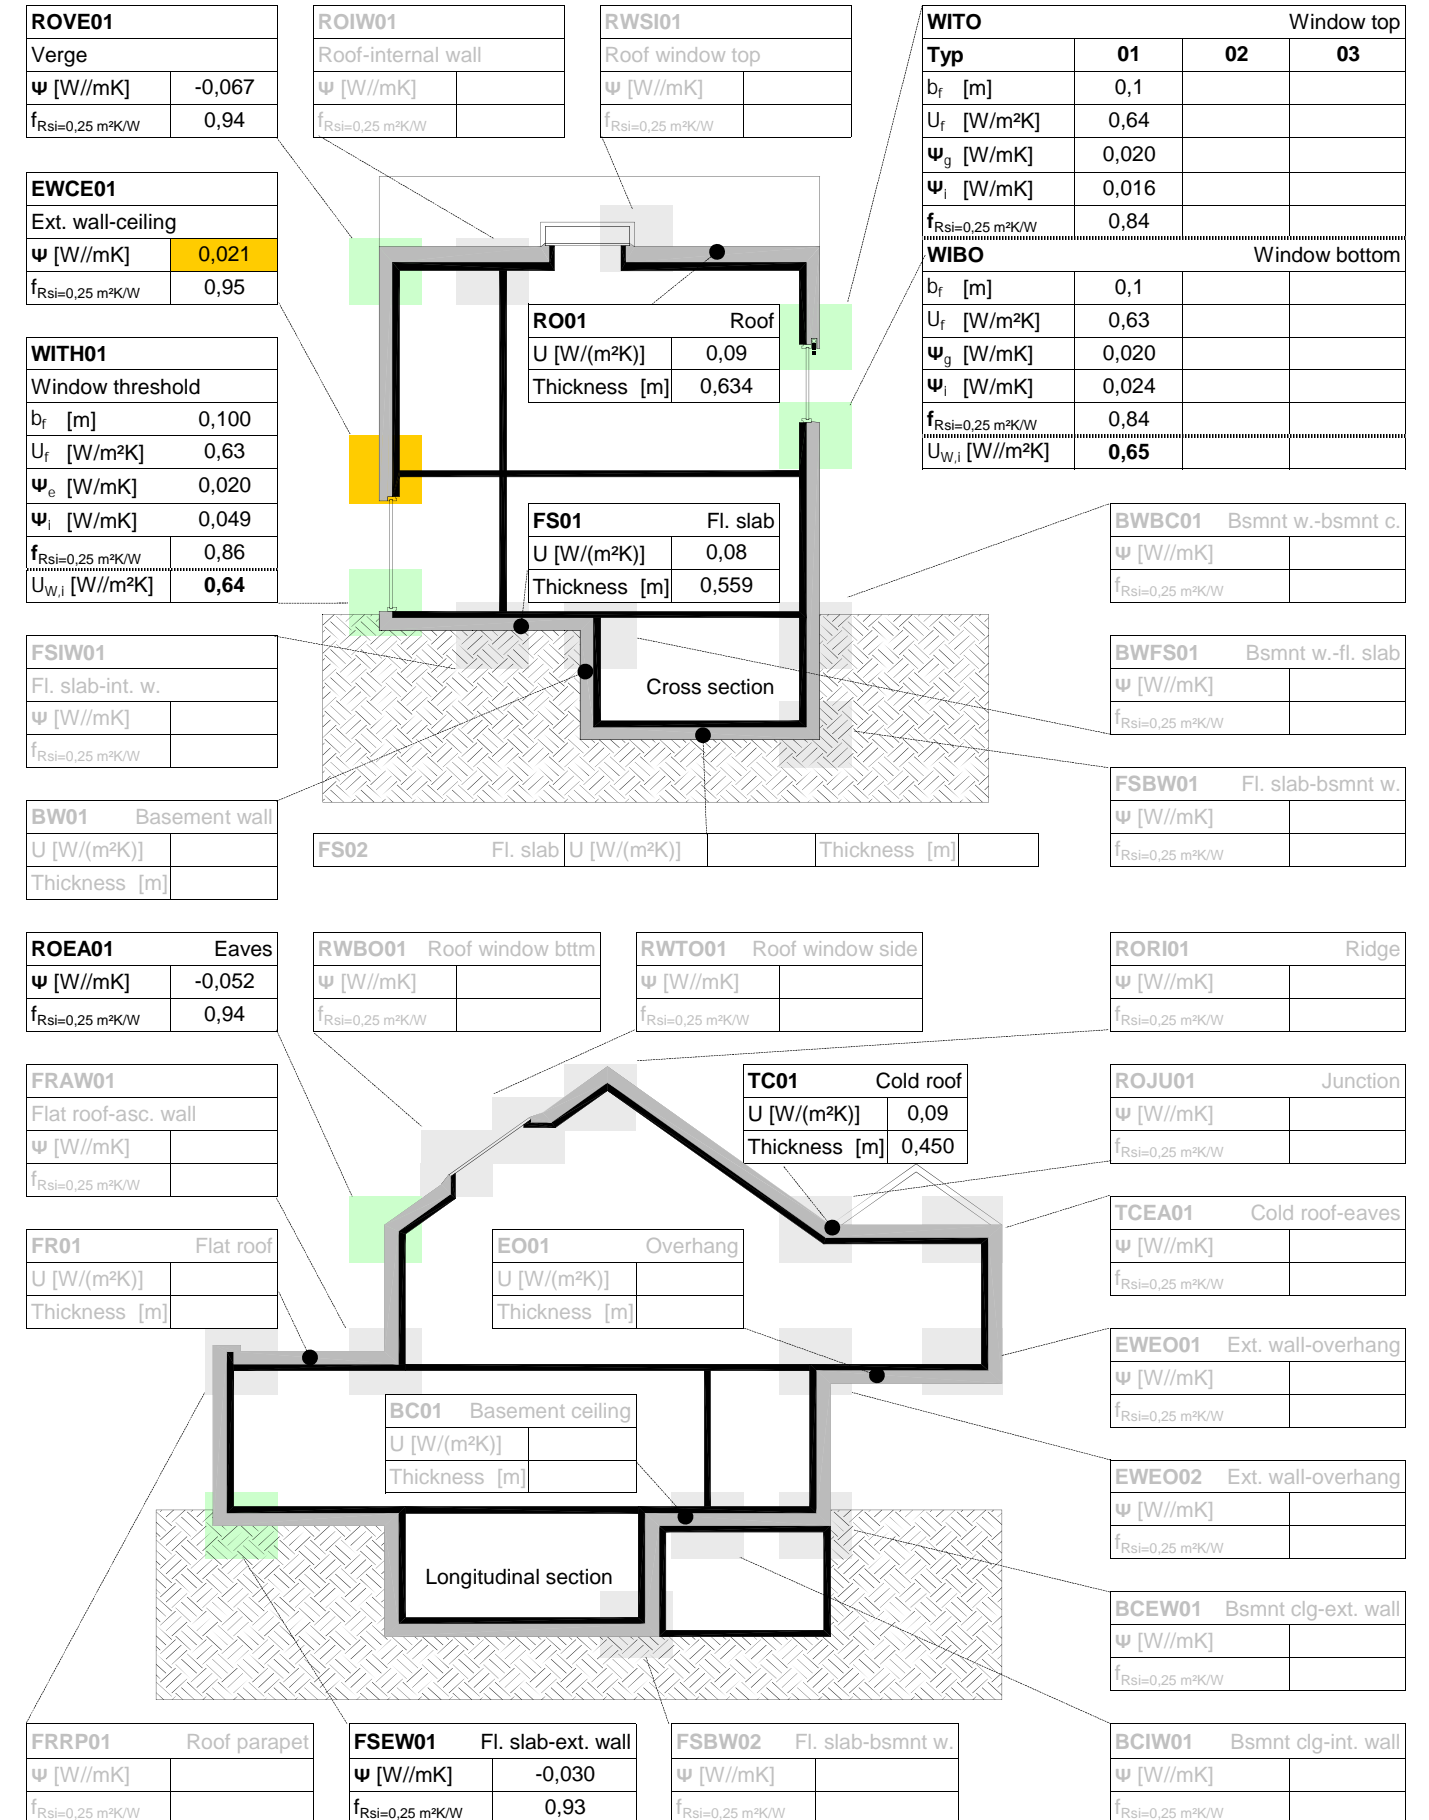 ROVE01
Verge
Ψ [W//mK] -0,067
fRsi=0,25 m²K/W 0,94
ROIW01
Roof-internal wall
Ψ [W//mK]
fRsi=0,25 m²K/W
RWSI01
Roof window top
Ψ [W//mK]
fRsi=0,25 m²K/W
WITO Window top
Typ 01 02 03
bf [m] 0,1
Uf [W/m²K] 0,64
Ψg [W/mK] 0,020
Ψi [W/mK] 0,016
fRsi=0,25 m²K/W 0,84
WIBO Window bottom
bf [m] 0,1
Uf [W/m²K] 0,63
Ψg [W/mK] 0,020
Ψi [W/mK] 0,024
fRsi=0,25 m²K/W 0,84
UW,i [W//m²K] 0,65
EWCE01
Ext. wall-ceiling
Ψ [W//mK] 0,021
fRsi=0,25 m²K/W 0,95
RO01 Roof
U [W/(m²K)] 0,09
Thickness [m] 0,634
WITH01
Window threshold
bf [m] 0,100
Uf [W/m²K] 0,63
Ψe [W/mK] 0,020
Ψi [W/mK] 0,049
fRsi=0,25 m²K/W 0,86
UW,i [W//m²K] 0,64
FS01 Fl. slab
U [W/(m²K)] 0,08
Thickness [m] 0,559
BWBC01 Bsmnt w.-bsmnt c.
Ψ [W//mK]
fRsi=0,25 m²K/W
FSIW01
Fl. slab-int. w.
Ψ [W//mK]
fRsi=0,25 m²K/W
Cross section
BWFS01 Bsmnt w.-fl. slab
Ψ [W//mK]
fRsi=0,25 m²K/W
FSBW01 Fl. slab-bsmnt w.
Ψ [W//mK]
fRsi=0,25 m²K/W
BW01 Basement wall
U [W/(m²K)]
Thickness [m]
FS02 Fl. slab U [W/(m²K)] Thickness [m]
ROEA01 Eaves
Ψ [W//mK] -0,052
fRsi=0,25 m²K/W 0,94
RWBO01 Roof window bttm
Ψ [W//mK]
fRsi=0,25 m²K/W
RWTO01 Roof window side
Ψ [W//mK]
fRsi=0,25 m²K/W
RORI01 Ridge
Ψ [W//mK]
fRsi=0,25 m²K/W
FRAW01
Flat roof-asc. wall
Ψ [W//mK]
fRsi=0,25 m²K/W
TC01 Cold roof
U [W/(m²K)] 0,09
Thickness [m] 0,450
ROJU01 Junction
Ψ [W//mK]
fRsi=0,25 m²K/W
FR01 Flat roof
U [W/(m²K)]
Thickness [m]
EO01 Overhang
U [W/(m²K)]
Thickness [m]
TCEA01 Cold roof-eaves
Ψ [W//mK]
fRsi=0,25 m²K/W
EWEO01 Ext. wall-overhang
Ψ [W//mK]
fRsi=0,25 m²K/W
BC01 Basement ceiling
U [W/(m²K)]
Thickness [m]
EWEO02 Ext. wall-overhang
Ψ [W//mK]
fRsi=0,25 m²K/W
Longitudinal section
BCEW01 Bsmnt clg-ext. wall
Ψ [W//mK]
fRsi=0,25 m²K/W
FRRP01 Roof parapet
Ψ [W//mK]
fRsi=0,25 m²K/W
FSEW01 Fl. slab-ext. wall
Ψ [W//mK] -0,030
fRsi=0,25 m²K/W 0,93
FSBW02 Fl. slab-bsmnt w.
Ψ [W//mK]
fRsi=0,25 m²K/W
BCIW01 Bsmnt clg-int. wall
Ψ [W//mK]
fRsi=0,25 m²K/W